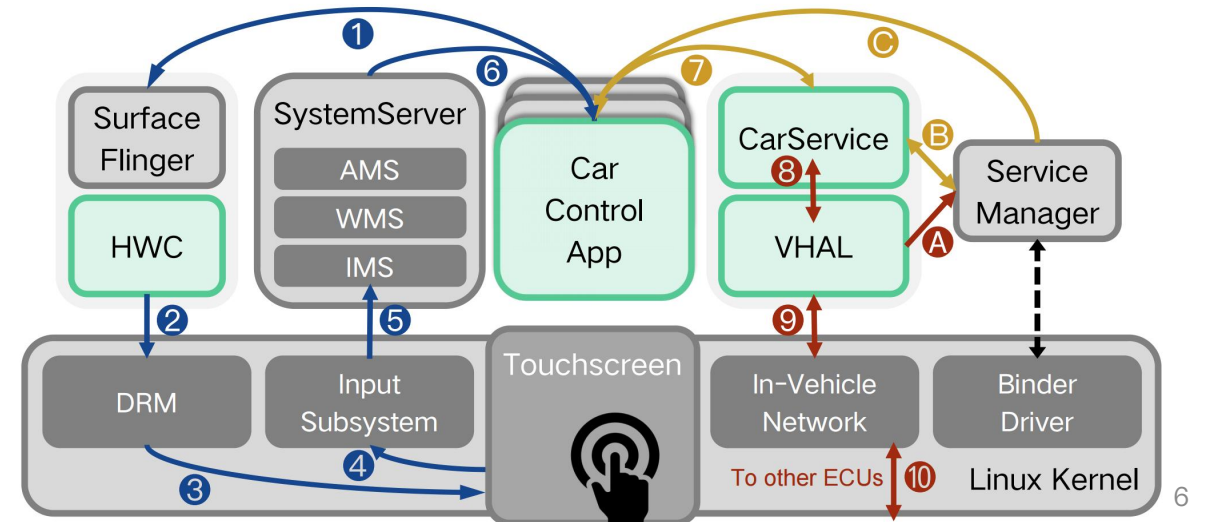 1
6
7
C
Surface
Flinger
HWC
SystemServer
AMS
WMS
IMS
Car
Control
App
CarService
8
VHAL
B
A
Service
Manager
2
5
9
DRM
Input
Subsystem
Touchscreen
In-Vehicle
Network
Binder
Driver
3
4
To other ECUs
10
Linux Kernel
6